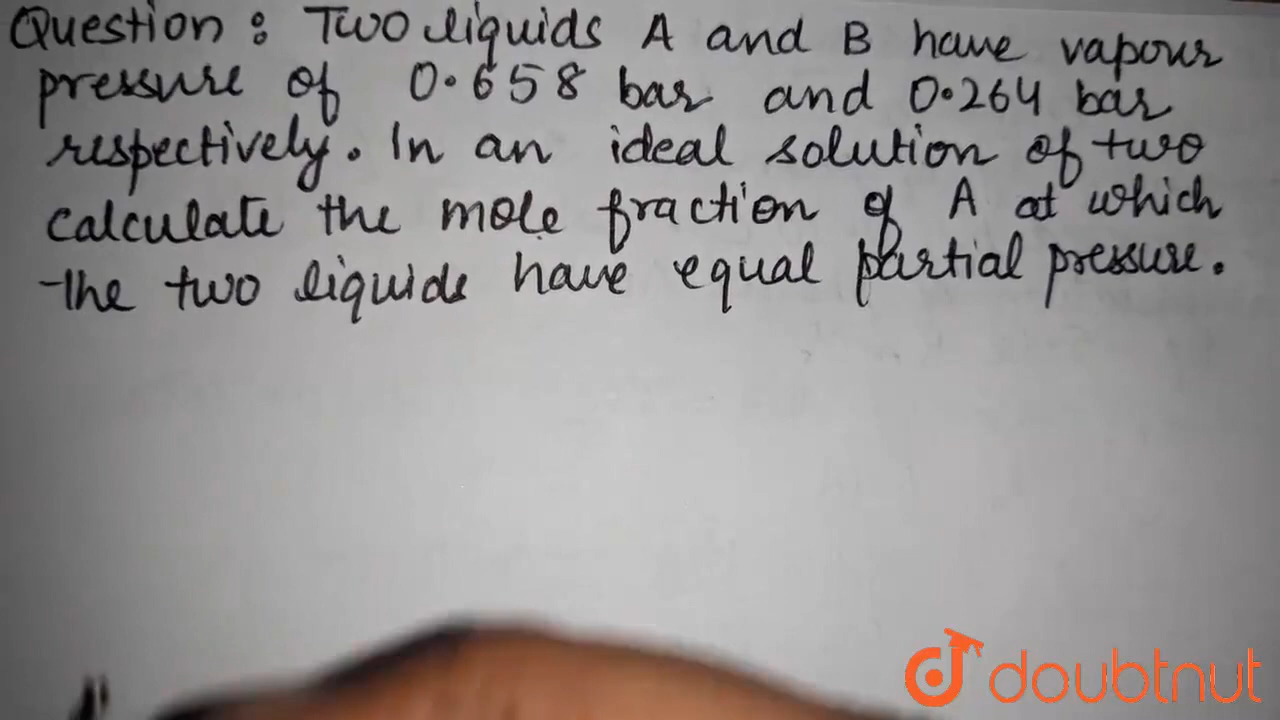 Question : Two liquids A and B have vapour
pressure of 0.658 bar and 0.264 bar
respectively. In an ideal solution of two
calculate the mole fraction of A at which
the two liquids have equal partial pressure.
doubtnut